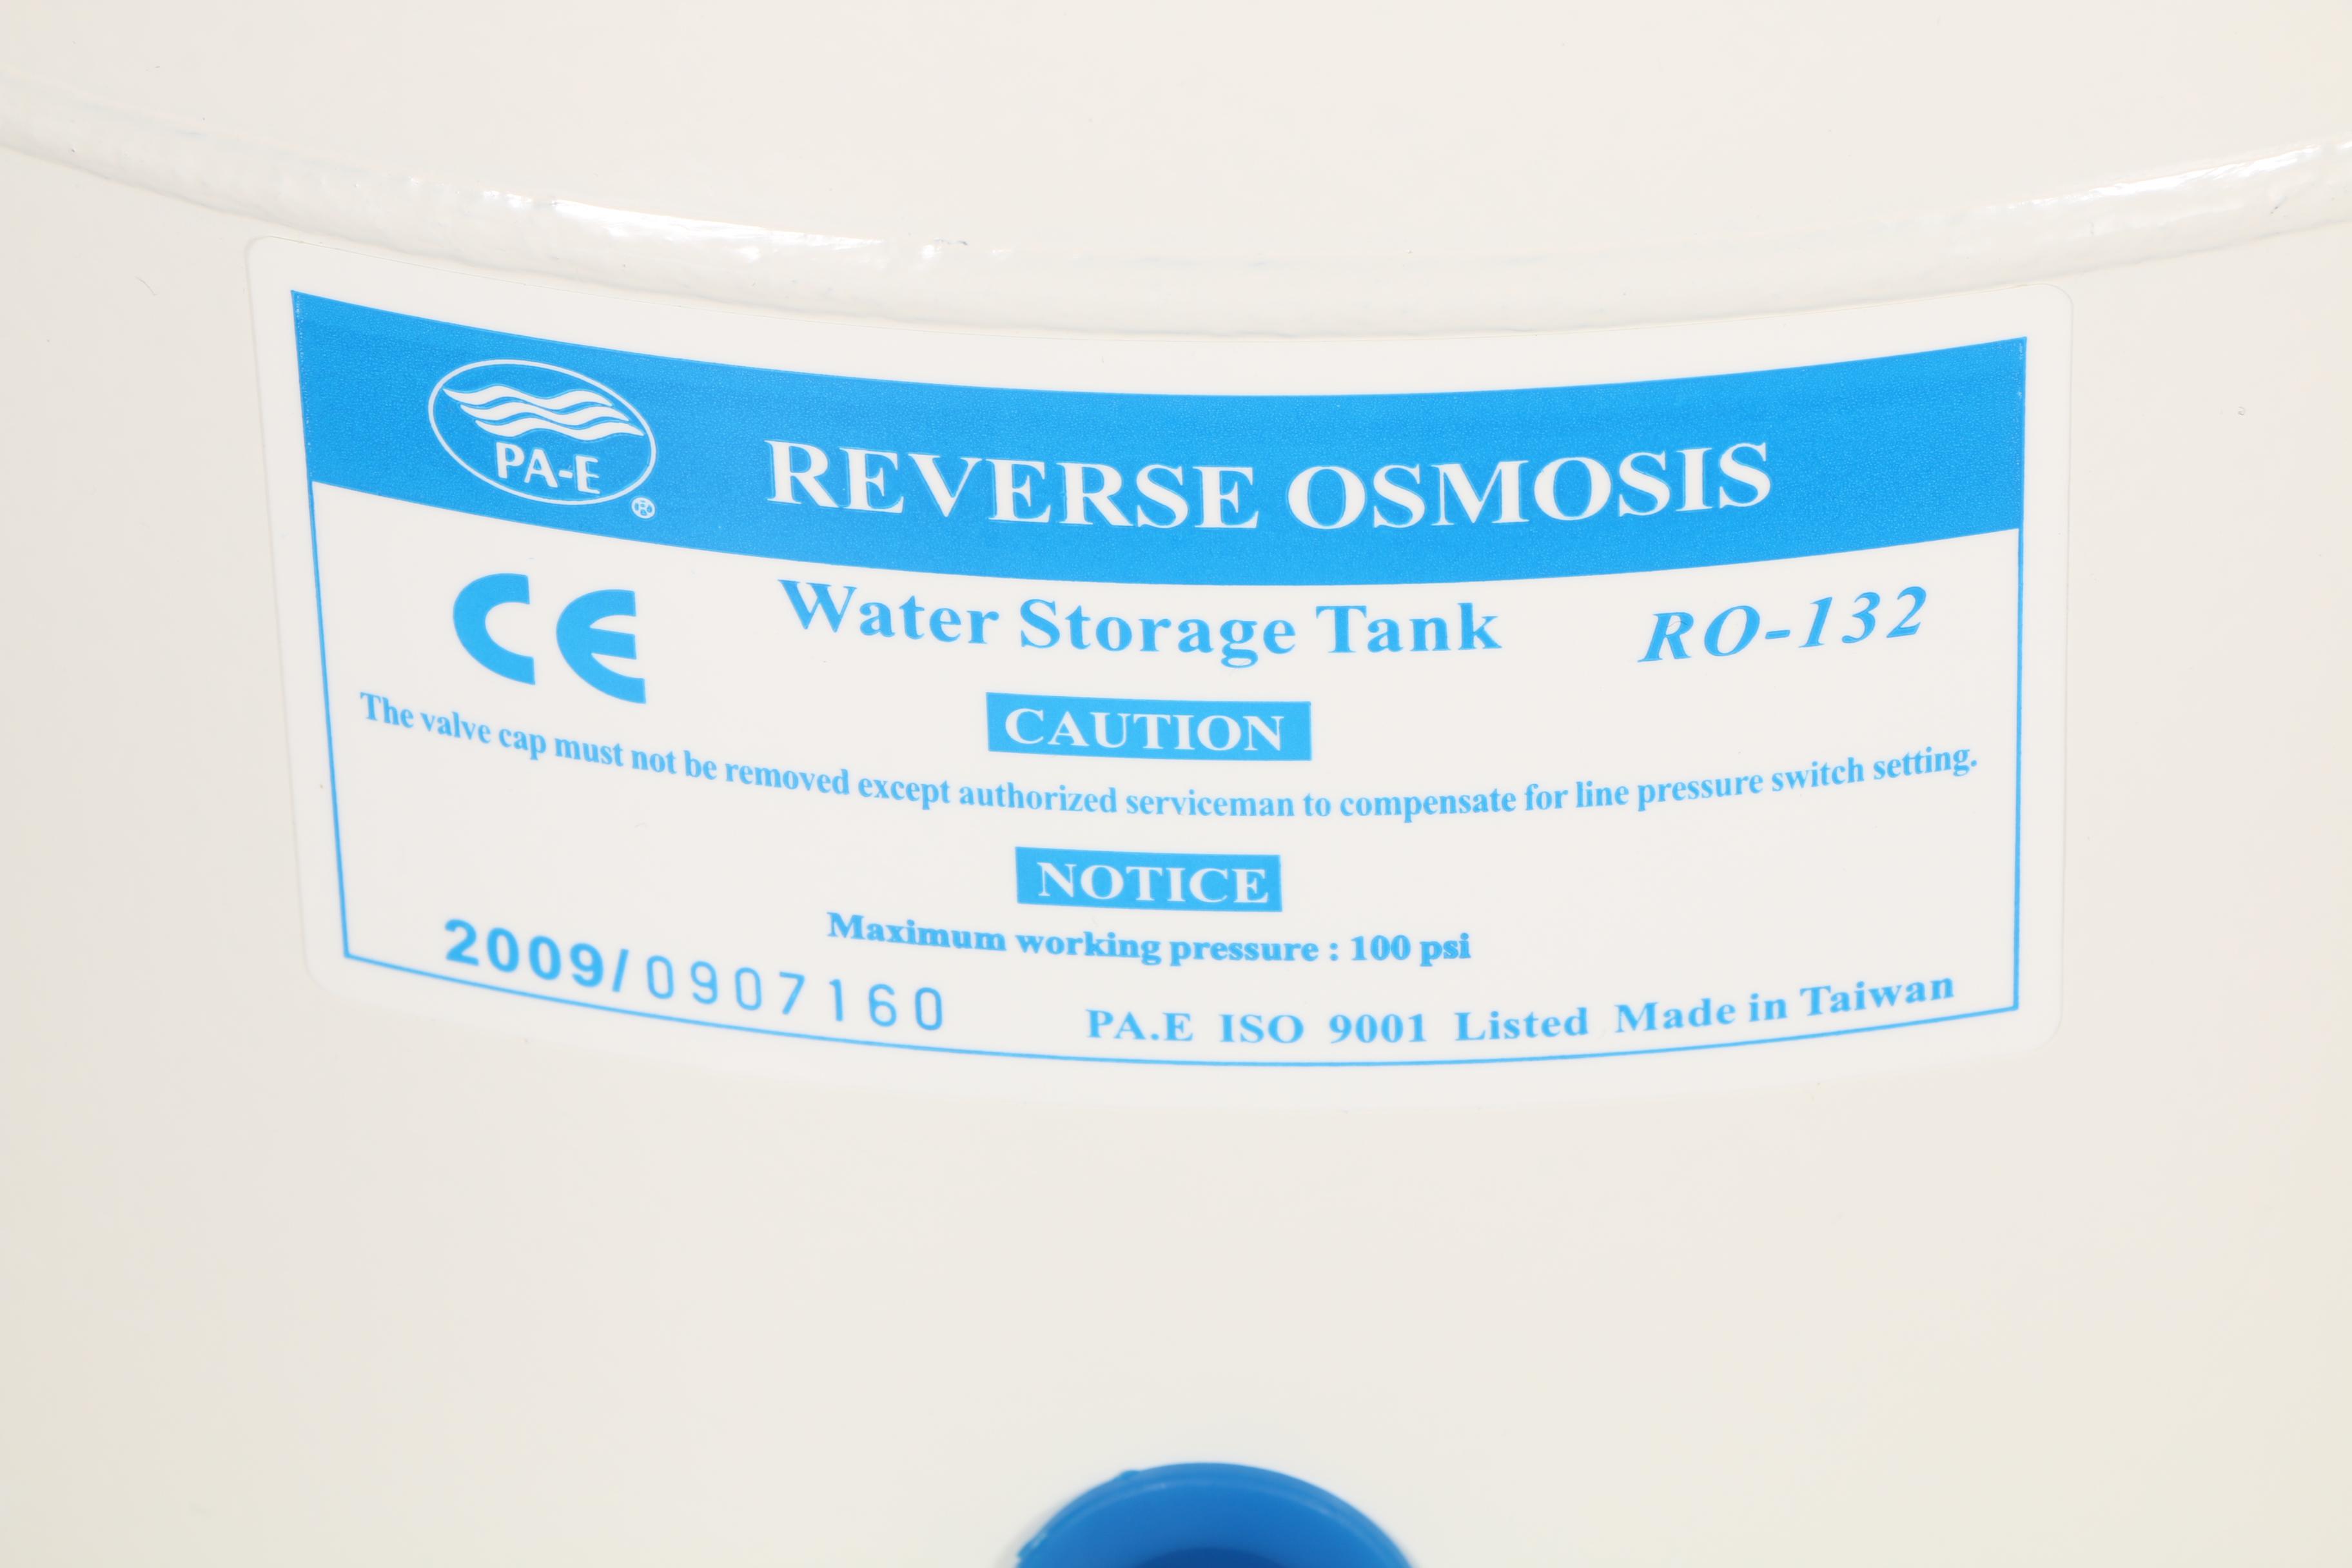 PA-E ®
REVERSE OSMOSIS
CE
Water Storage Tank
RO-132
CAUTION
The valve cap must not be removed except authorized serviceman to compensate for line pressure switch setting.
NOTICE
Maximum working pressure : 100 psi
2009/0907160
PA.E ISO 9001 Listed Made in Taiwan